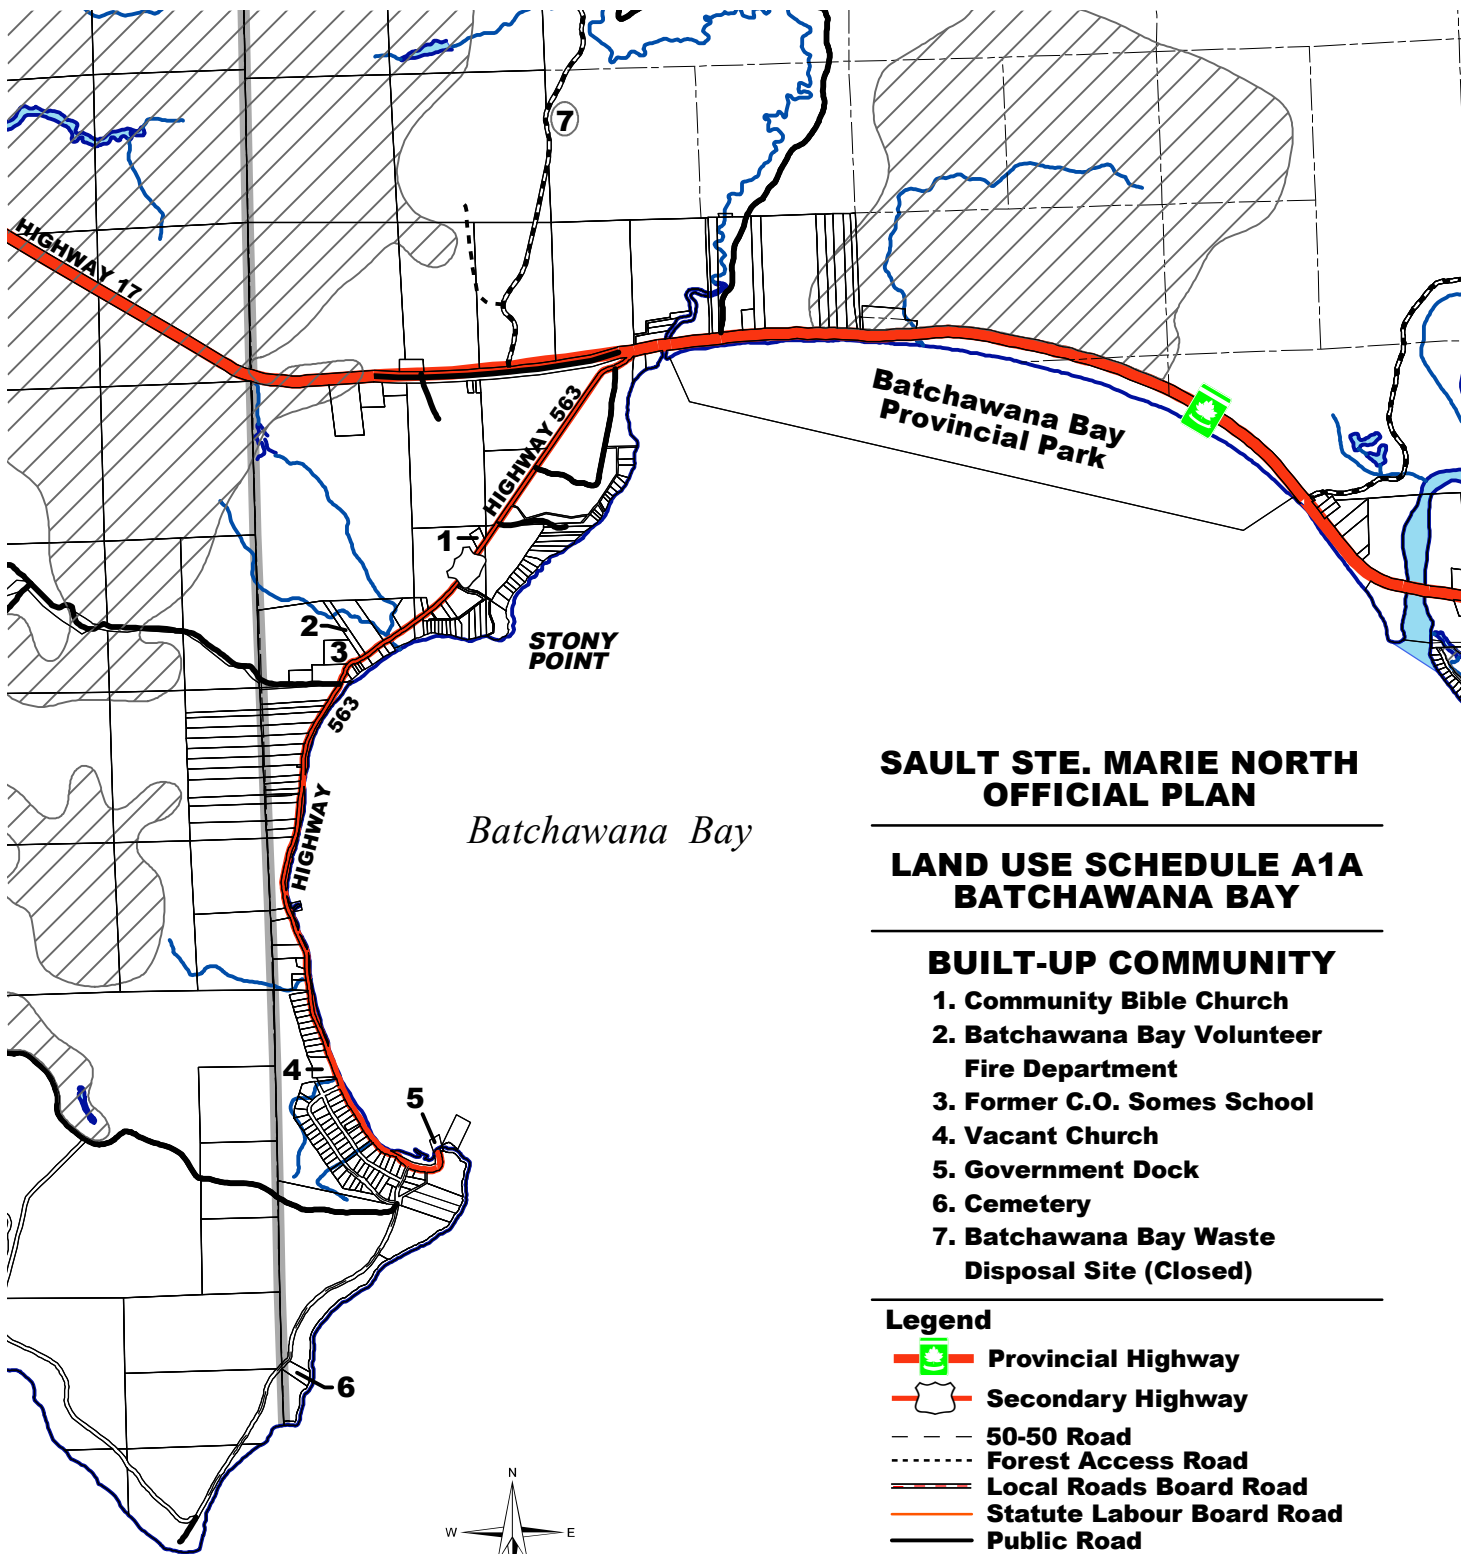 7
HIGHWAY 17
HIGHWAY 563
Batchawana Bay
Provincial Park
1
2
3
STONY
POINT
563
HIGHWAY
Batchawana Bay
4
5
6
SAULT STE. MARIE NORTH
OFFICIAL PLAN
LAND USE SCHEDULE A1A
BATCHAWANA BAY
BUILT-UP COMMUNITY
1. Community Bible Church
2. Batchawana Bay Volunteer
Fire Department
3. Former C.O. Somes School
4. Vacant Church
5. Government Dock
6. Cemetery
7. Batchawana Bay Waste
Disposal Site (Closed)
Legend
Provincial Highway
Secondary Highway
50-50 Road
Forest Access Road
Local Roads Board Road
Statute Labour Board Road
Public Road
N
W E